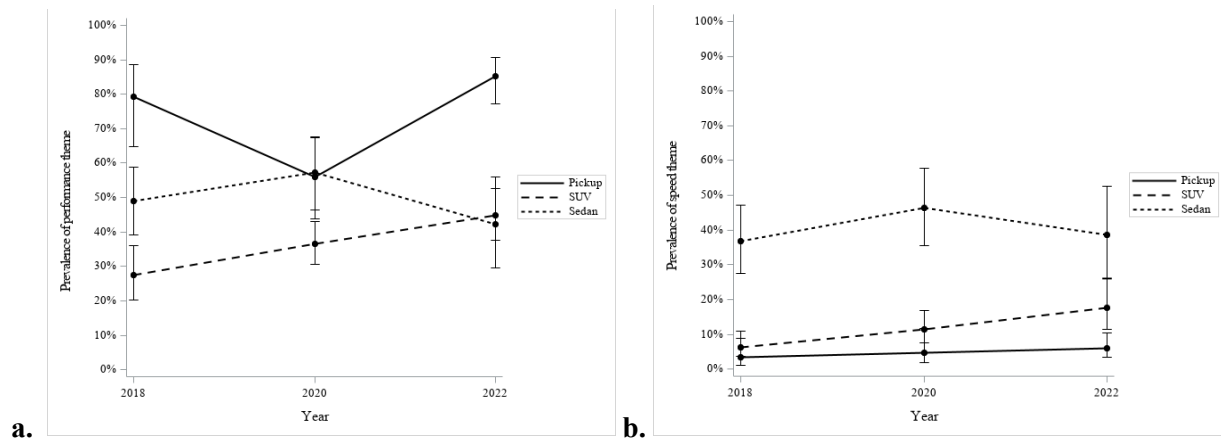 100%
90%
80%
70%
60%
50%
40%
30%
20%
10%
0%
Prevalence of performance theme
2018
2020
2022
Year
Pickup
SUV
Sedan
a.
100%
90%
80%
70%
60%
50%
40%
30%
20%
10%
0%
Prevalence of speed theme
2018
2020
2022
Year
Pickup
SUV
Sedan
b.